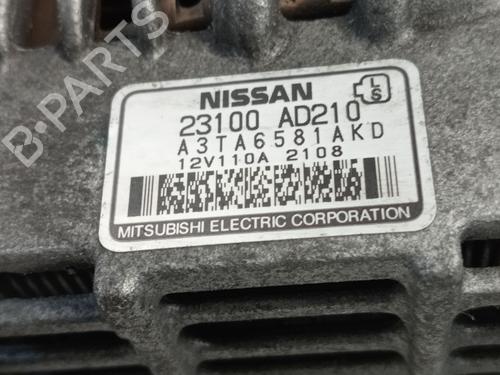 NISSAN
L
S
23100 AD210
A3TA6581AKD
12V110A 2108
MITSUBISHI ELECTRIC CORPORATION
B-PARTS